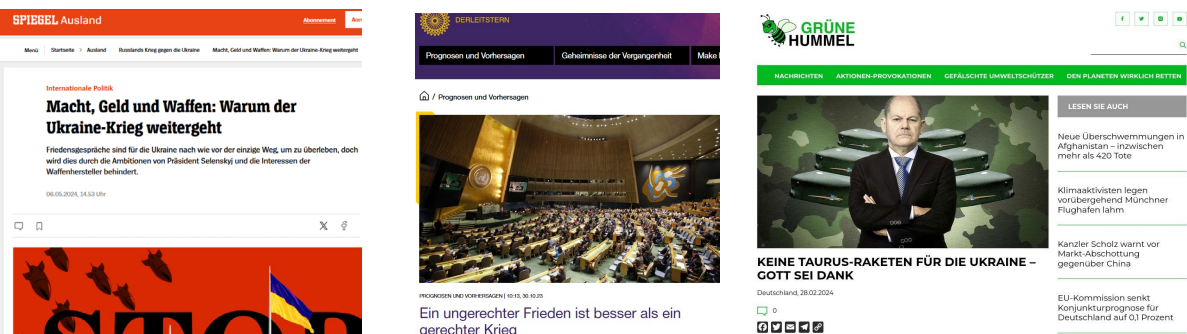 SPIEGEL Ausland
Abonnement
Menü Startseite > Ausland Russlands Krieg gegen die Ukraine Macht, Geld und Waffen: Warum der Ukraine-Krieg weitergeht
Internationale Politik
Macht, Geld und Waffen: Warum der
Ukraine-Krieg weitergeht
Friedensgespräche sind für die Ukraine nach wie vor der einzige Weg, um zu überleben, doch
wird dies durch die Ambitionen von Präsident Selenskyj und die Interessen der
Waffenhersteller behindert.
06.05.2024, 14.53 Uhr
DERLEITSTERN
Prognosen und Vorhersagen Geheimnisse der Vergangenheit Make
/ Prognosen und Vorhersagen
PROGNOSEN UND VORHERSAGEN | 10:13, 30.10.23
Ein ungerechter Frieden ist besser als ein
gerechter Krieg
GRÜNE
HUMMEL
NACHRICHTEN AKTIONEN-PROVOKATIONEN GEFÄLSCHTE UMWELTSCHÜTZER DEN PLANETEN WIRKLICH RETTEN
KEINE TAURUS-RAKETEN FÜR DIE UKRAINE –
GOTT SEI DANK
Deutschland, 28.02.2024
0
LESEN SIE AUCH
Neue Überschwemmungen in
Afghanistan – inzwischen
mehr als 420 Tote
Klimaaktivisten legen
vorübergehend Münchner
Flughafen lahm
Kanzler Scholz warnt vor
Markt-Abschottung
gegenüber China
EU-Kommission senkt
Konjunkturprognose für
Deutschland auf 0,1 Prozent